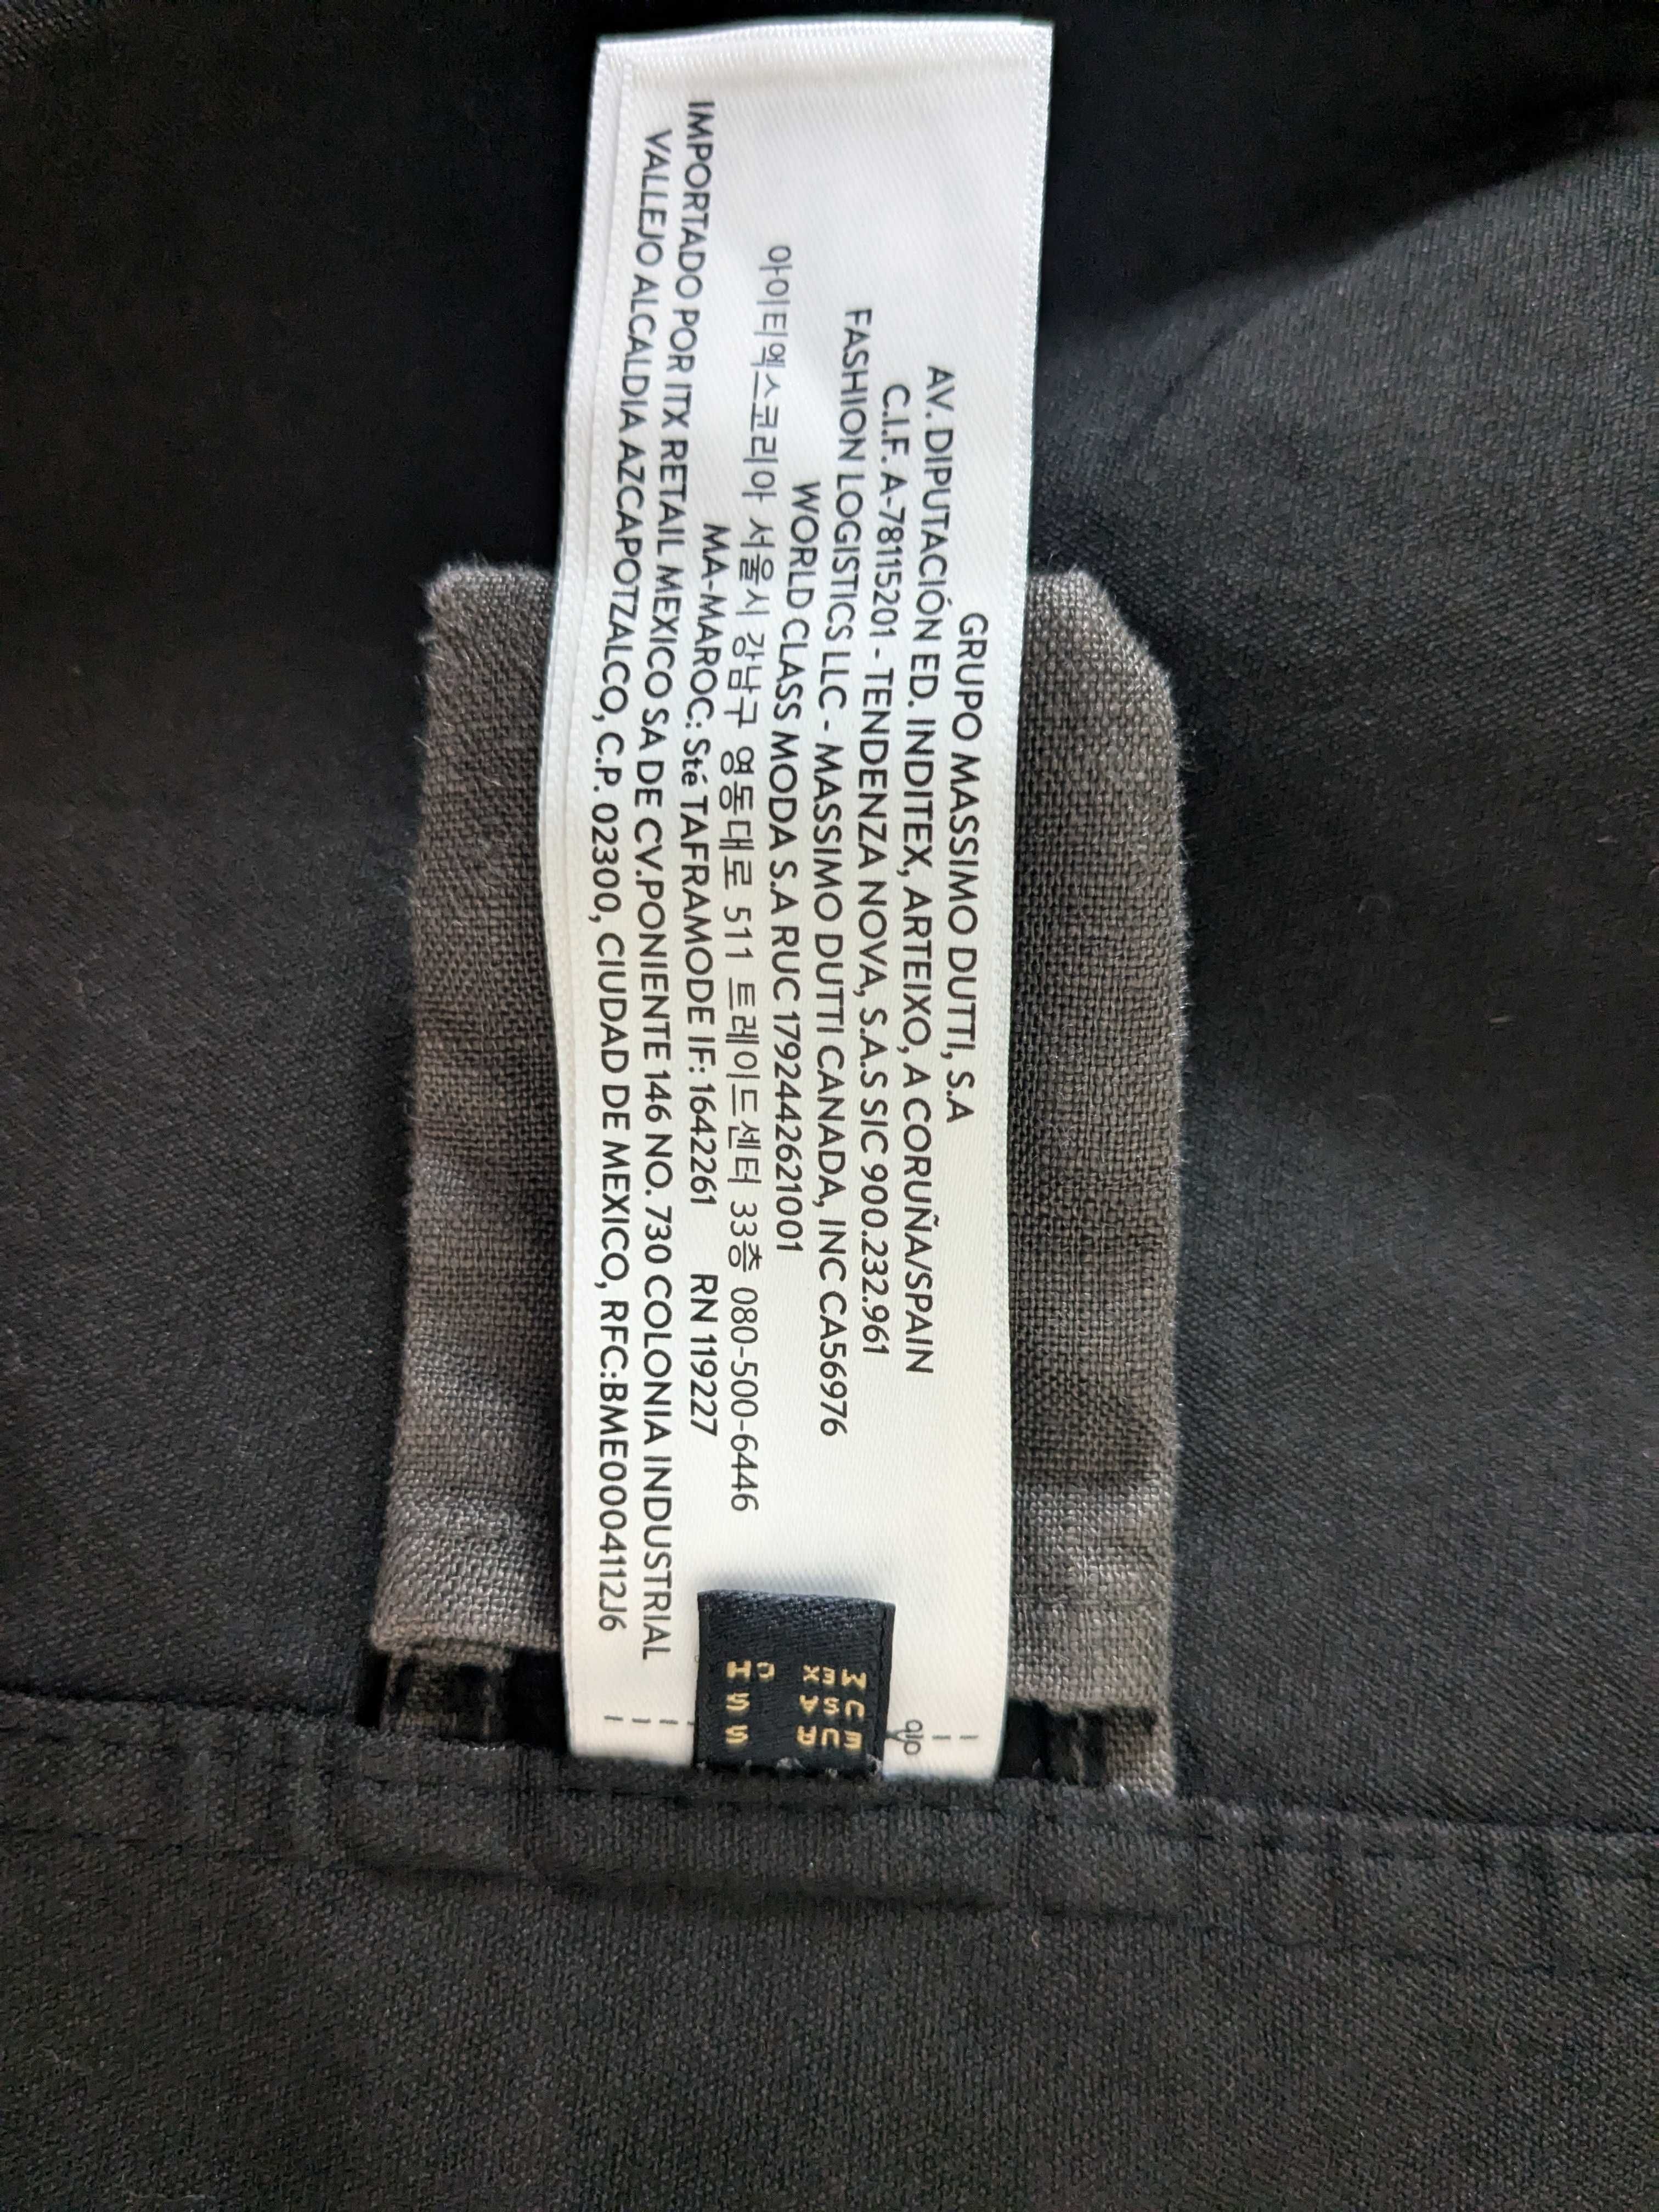 GRUPO MASSIMO DUTTI, S.A
AV. DIPUTACIÓN ED. INDITEX, ARTEIXO, A CORUÑA/SPAIN
C.I.F. A-78115201 - TENDENZA NOVA, S.A.S SIC 900.232.961
FASHION LOGISTICS LLC - MASSIMO DUTTI CANADA, INC CA56976
WORLD CLASS MODA S.A RUC 1792442621001
아이티엑스코리아 서울시 강남구 영동대로 511 트레이드센터 33층 080-500-6446
MA-MAROC: Sté TAFRAMODE IF: 1642261 RN 119227
IMPORTADO POR ITX RETAIL MEXICO SA DE CV.PONIENTE 146 NO. 730 COLONIA INDUSTRIAL
VALLEJO ALCALDIA AZCAPOTZALCO, C.P. 02300, CIUDAD DE MEXICO, RFC:BME0004112J6
EUR
USA
MEX
S S